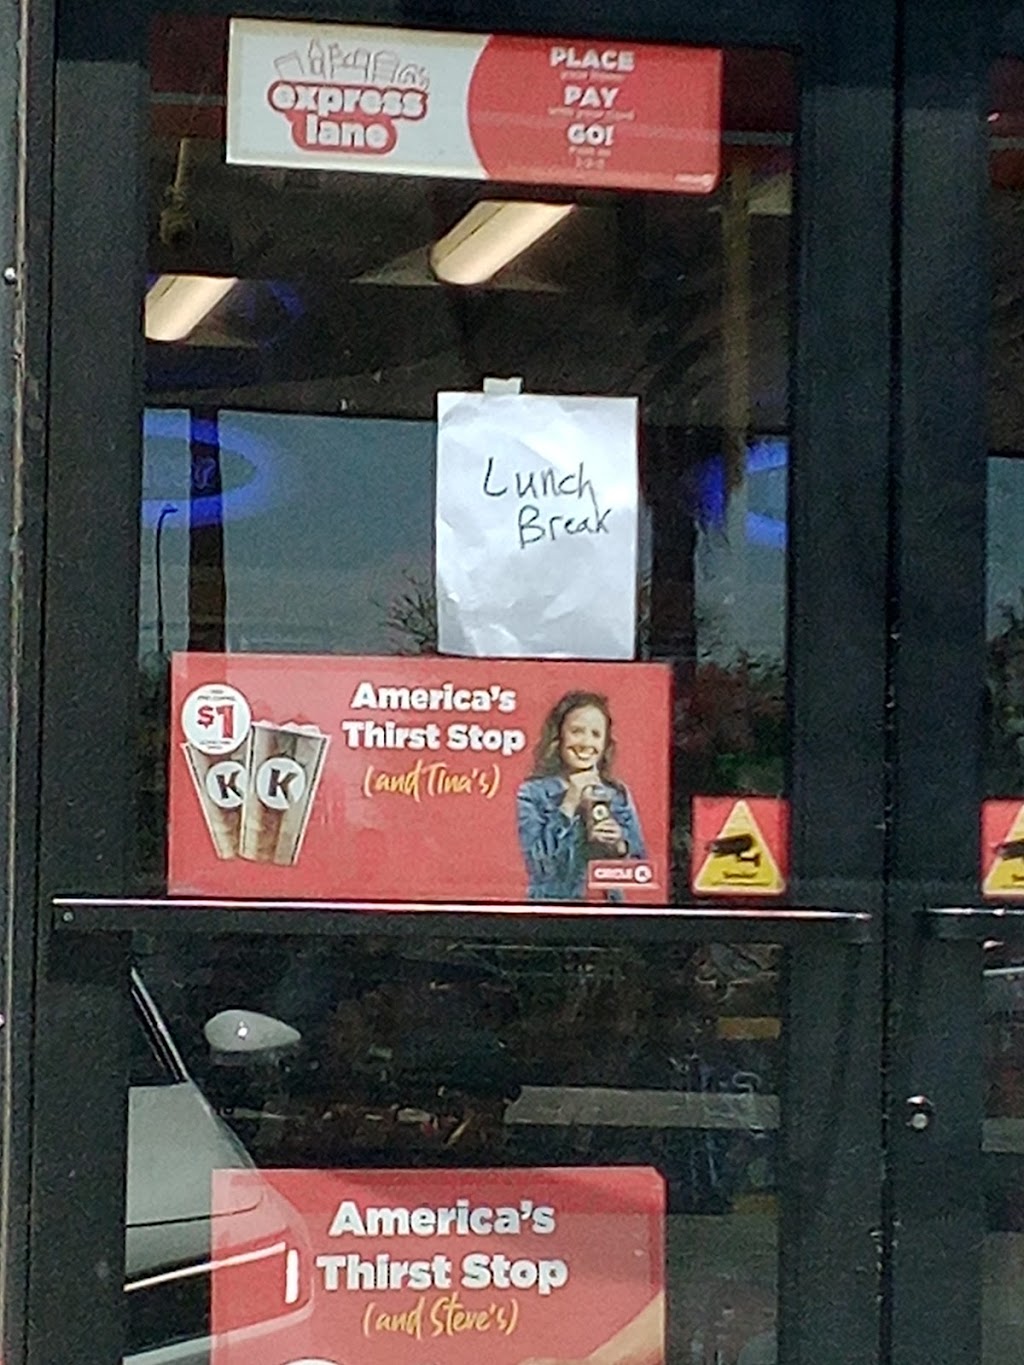 express
lane
PLACE
PAY
GO!
Lunch
Break
$1
K K
America's
Thirst Stop
(and Tina's)
CIRCLE K
America's
Thirst Stop
(and Steve's)